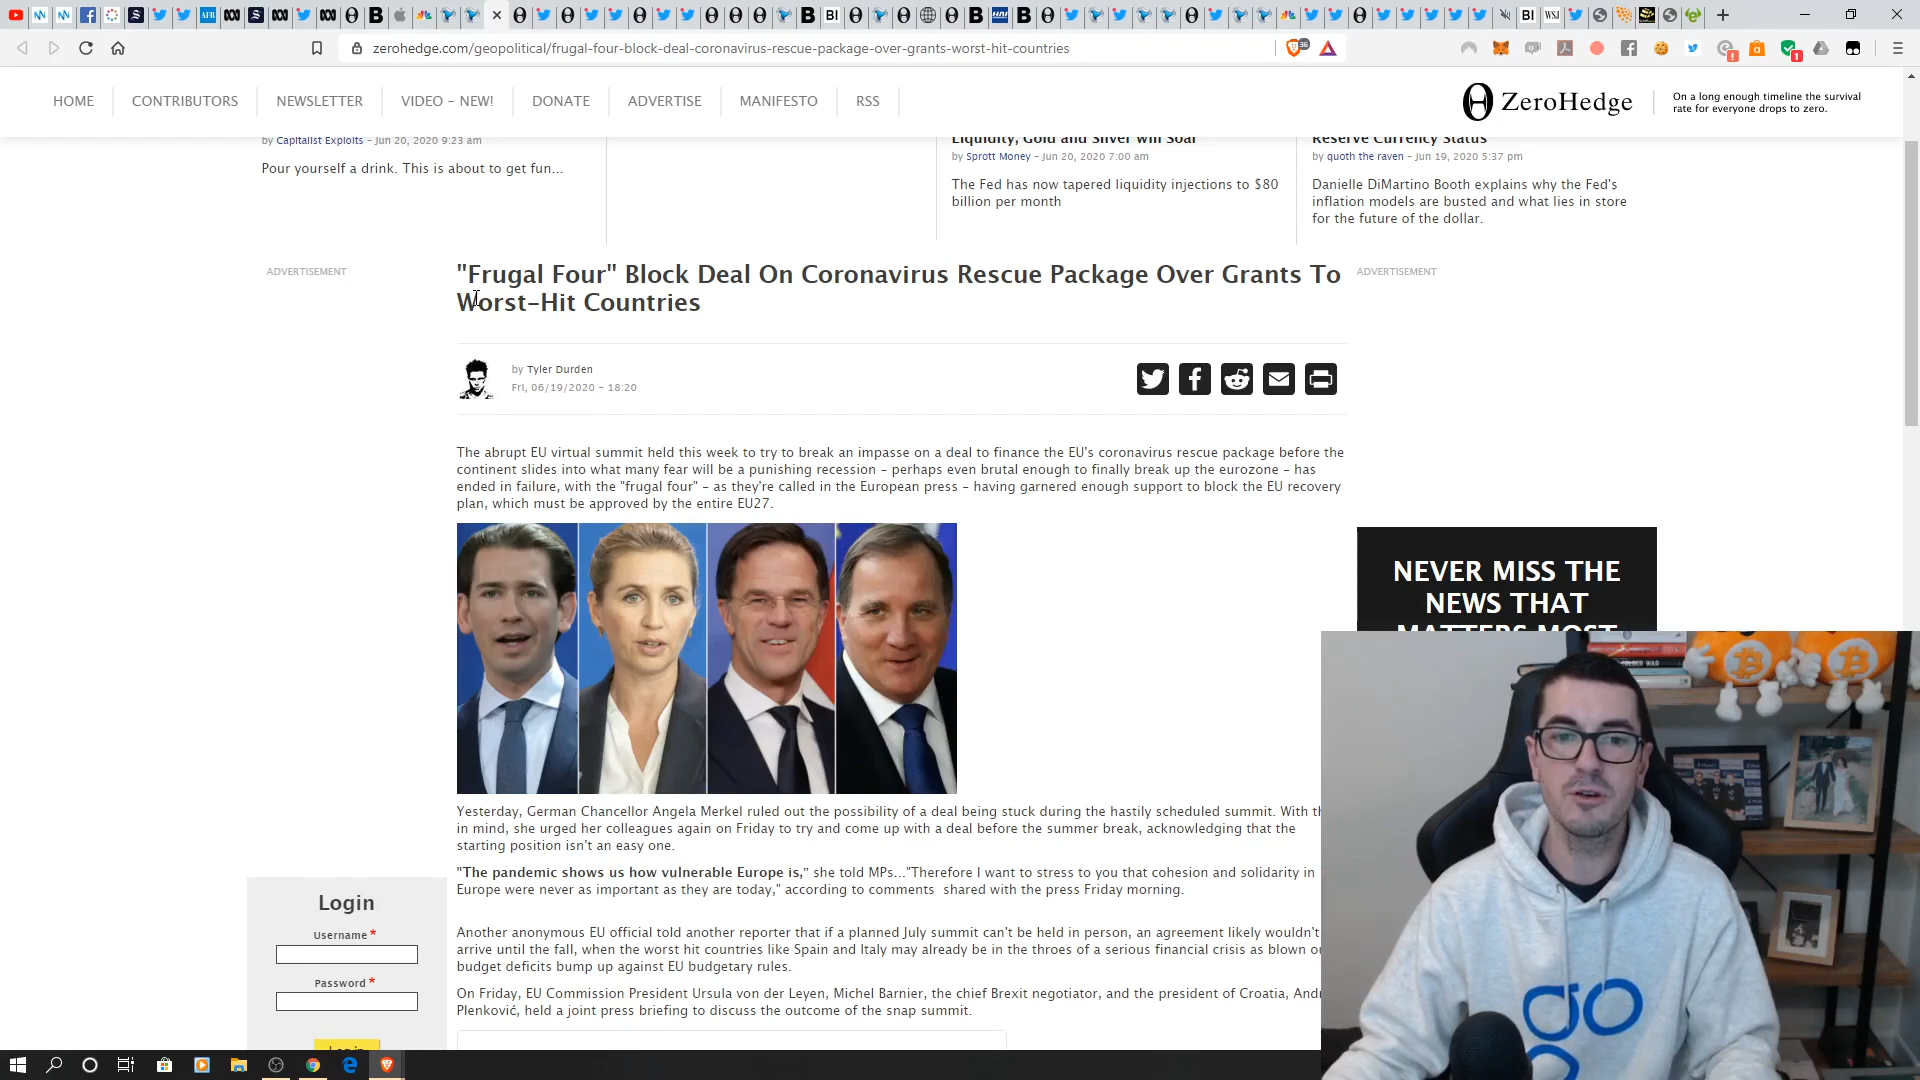 zerohedge.com/geopolitical/frugal-four-block-deal-coronavirus-rescue-package-over-grants-worst-hit-countries
HOME
CONTRIBUTORS
NEWSLETTER
VIDEO - NEW!
DONATE
ADVERTISE
MANIFESTO
RSS
ZeroHedge
On a long enough timeline the survival
rate for everyone drops to zero.
by Capitalist Exploits - Jun 20, 2020 9:23 am
Pour yourself a drink. This is about to get fun...
Liquidity, Gold and Silver Will Soar
by Sprott Money - Jun 20, 2020 7:00 am
The Fed has now tapered liquidity injections to $80
billion per month
Reserve Currency Status
by quoth the raven - Jun 19, 2020 5:37 pm
Danielle DiMartino Booth explains why the Fed's
inflation models are busted and what lies in store
for the future of the dollar.
ADVERTISEMENT
"Frugal Four" Block Deal On Coronavirus Rescue Package Over Grants To
Worst-Hit Countries
ADVERTISEMENT
by Tyler Durden
Fri, 06/19/2020 - 18:20
The abrupt EU virtual summit held this week to try to break an impasse on a deal to finance the EU's coronavirus rescue package before the
continent slides into what many fear will be a punishing recession - perhaps even brutal enough to finally break up the eurozone - has
ended in failure, with the "frugal four" - as they're called in the European press - having garnered enough support to block the EU recovery
plan, which must be approved by the entire EU27.
NEVER MISS THE
NEWS THAT
MATTERS MOST
Yesterday, German Chancellor Angela Merkel ruled out the possibility of a deal being stuck during the hastily scheduled summit. With
in mind, she urged her colleagues again on Friday to try and come up with a deal before the summer break, acknowledging that the
starting position isn't an easy one.
"The pandemic shows us how vulnerable Europe is,” she told MPs..."Therefore I want to stress to you that cohesion and solidarity in
Europe were never as important as they are today," according to comments shared with the press Friday morning.
Another anonymous EU official told another reporter that if a planned July summit can't be held in person, an agreement likely wouldn't
arrive until the fall, when the worst hit countries like Spain and Italy may already be in the throes of a serious financial crisis as blown
budget deficits bump up against EU budgetary rules.
On Friday, EU Commission President Ursula von der Leyen, Michel Barnier, the chief Brexit negotiator, and the president of Croatia,
Plenković, held a joint press briefing to discuss the outcome of the snap summit.
Login
Username *
Password *
Log in